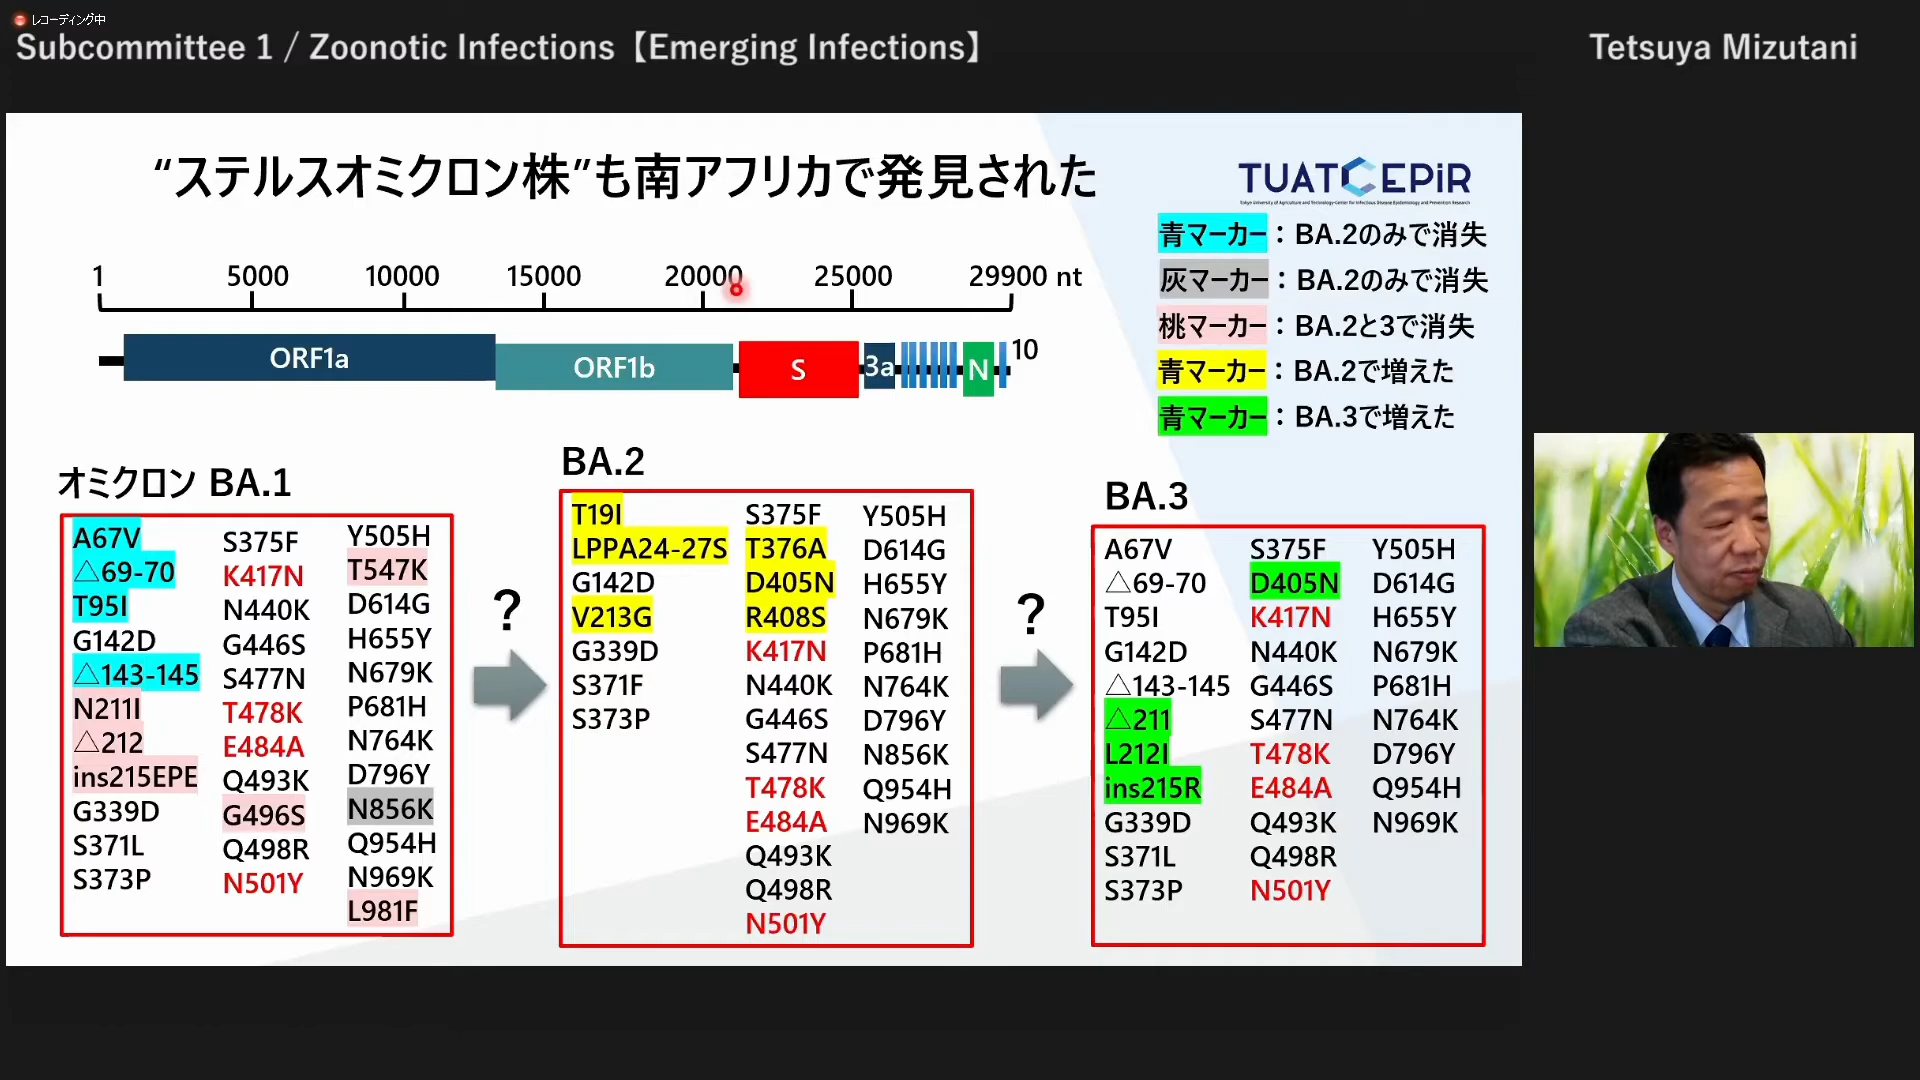 レコーディング中
Subcommittee 1 / Zoonotic Infections【Emerging Infections】
Tetsuya Mizutani
“ステルスオミクロン株”も南アフリカで発見された
TUATCEPiR
Tokyo University of Agriculture and Technology-Center for Infectious Disease Epidemiology and Prevention Research
青マーカー：BA.2のみで消失
灰マーカー：BA.2のみで消失
桃マーカー：BA.2と3で消失
青マーカー：BA.2で増えた
青マーカー：BA.3で増えた
1 5000 10000 15000 20000 25000 29900 nt
ORF1a ORF1b S 3a N 10
オミクロン BA.1
A67V
△69-70
T95I
G142D
△143-145
N211I
△212
ins215EPE
G339D
S371L
S373P
S375F
K417N
N440K
G446S
S477N
T478K
E484A
Q493K
G496S
Q498R
N501Y
Y505H
T547K
D614G
H655Y
N679K
P681H
N764K
D796Y
N856K
Q954H
N969K
L981F
?
BA.2
T19I
LPPA24-27S
G142D
V213G
G339D
S371F
S373P
S375F
T376A
D405N
R408S
K417N
N440K
G446S
S477N
T478K
E484A
Q493K
Q498R
N501Y
Y505H
D614G
H655Y
N679K
P681H
N764K
D796Y
N856K
Q954H
N969K
?
BA.3
A67V
△69-70
T95I
G142D
△143-145
△211
L212I
ins215R
G339D
S371L
S373P
S375F
D405N
K417N
N440K
G446S
S477N
T478K
E484A
Q493K
Q498R
N501Y
Y505H
D614G
H655Y
N679K
P681H
N764K
D796Y
Q954H
N969K